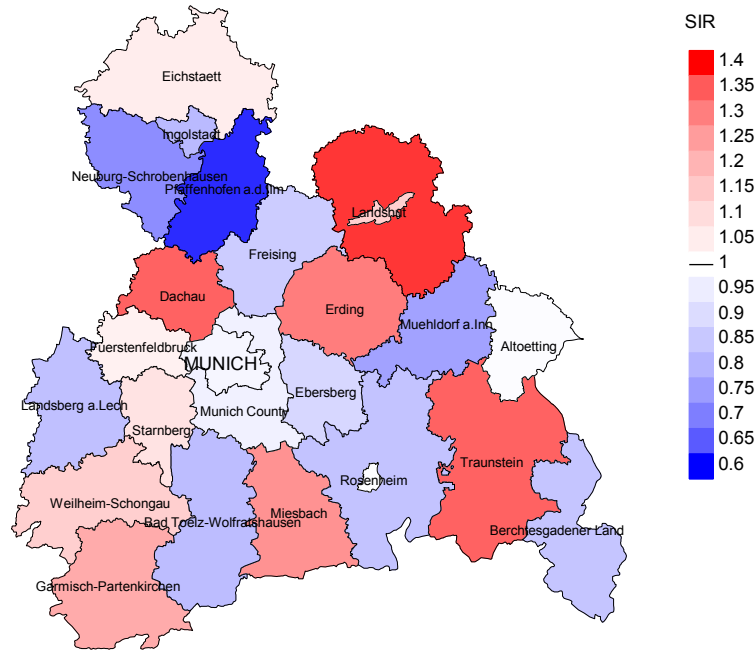 SIR
1.4
1.35
1.3
1.25
1.2
1.15
1.1
1.05
1
0.95
0.9
0.85
0.8
0.75
0.7
0.65
0.6
Eichstaett
Ingolstadt
Neuburg-Schrobenhausen
Pfaffenhofen a.d.Ilm
Landshut
Freising
Dachau
Erding
Muehldorf a.Inn
Altoetting
Fuerstenfeldbruck
MUNICH
Ebersberg
Landsberg a.Lech
Munich County
Starnberg
Traunstein
Rosenheim
Weilheim-Schongau
Miesbach
Bad Toelz-Wolfratshausen
Berchtesgadener Land
Garmisch-Partenkirchen